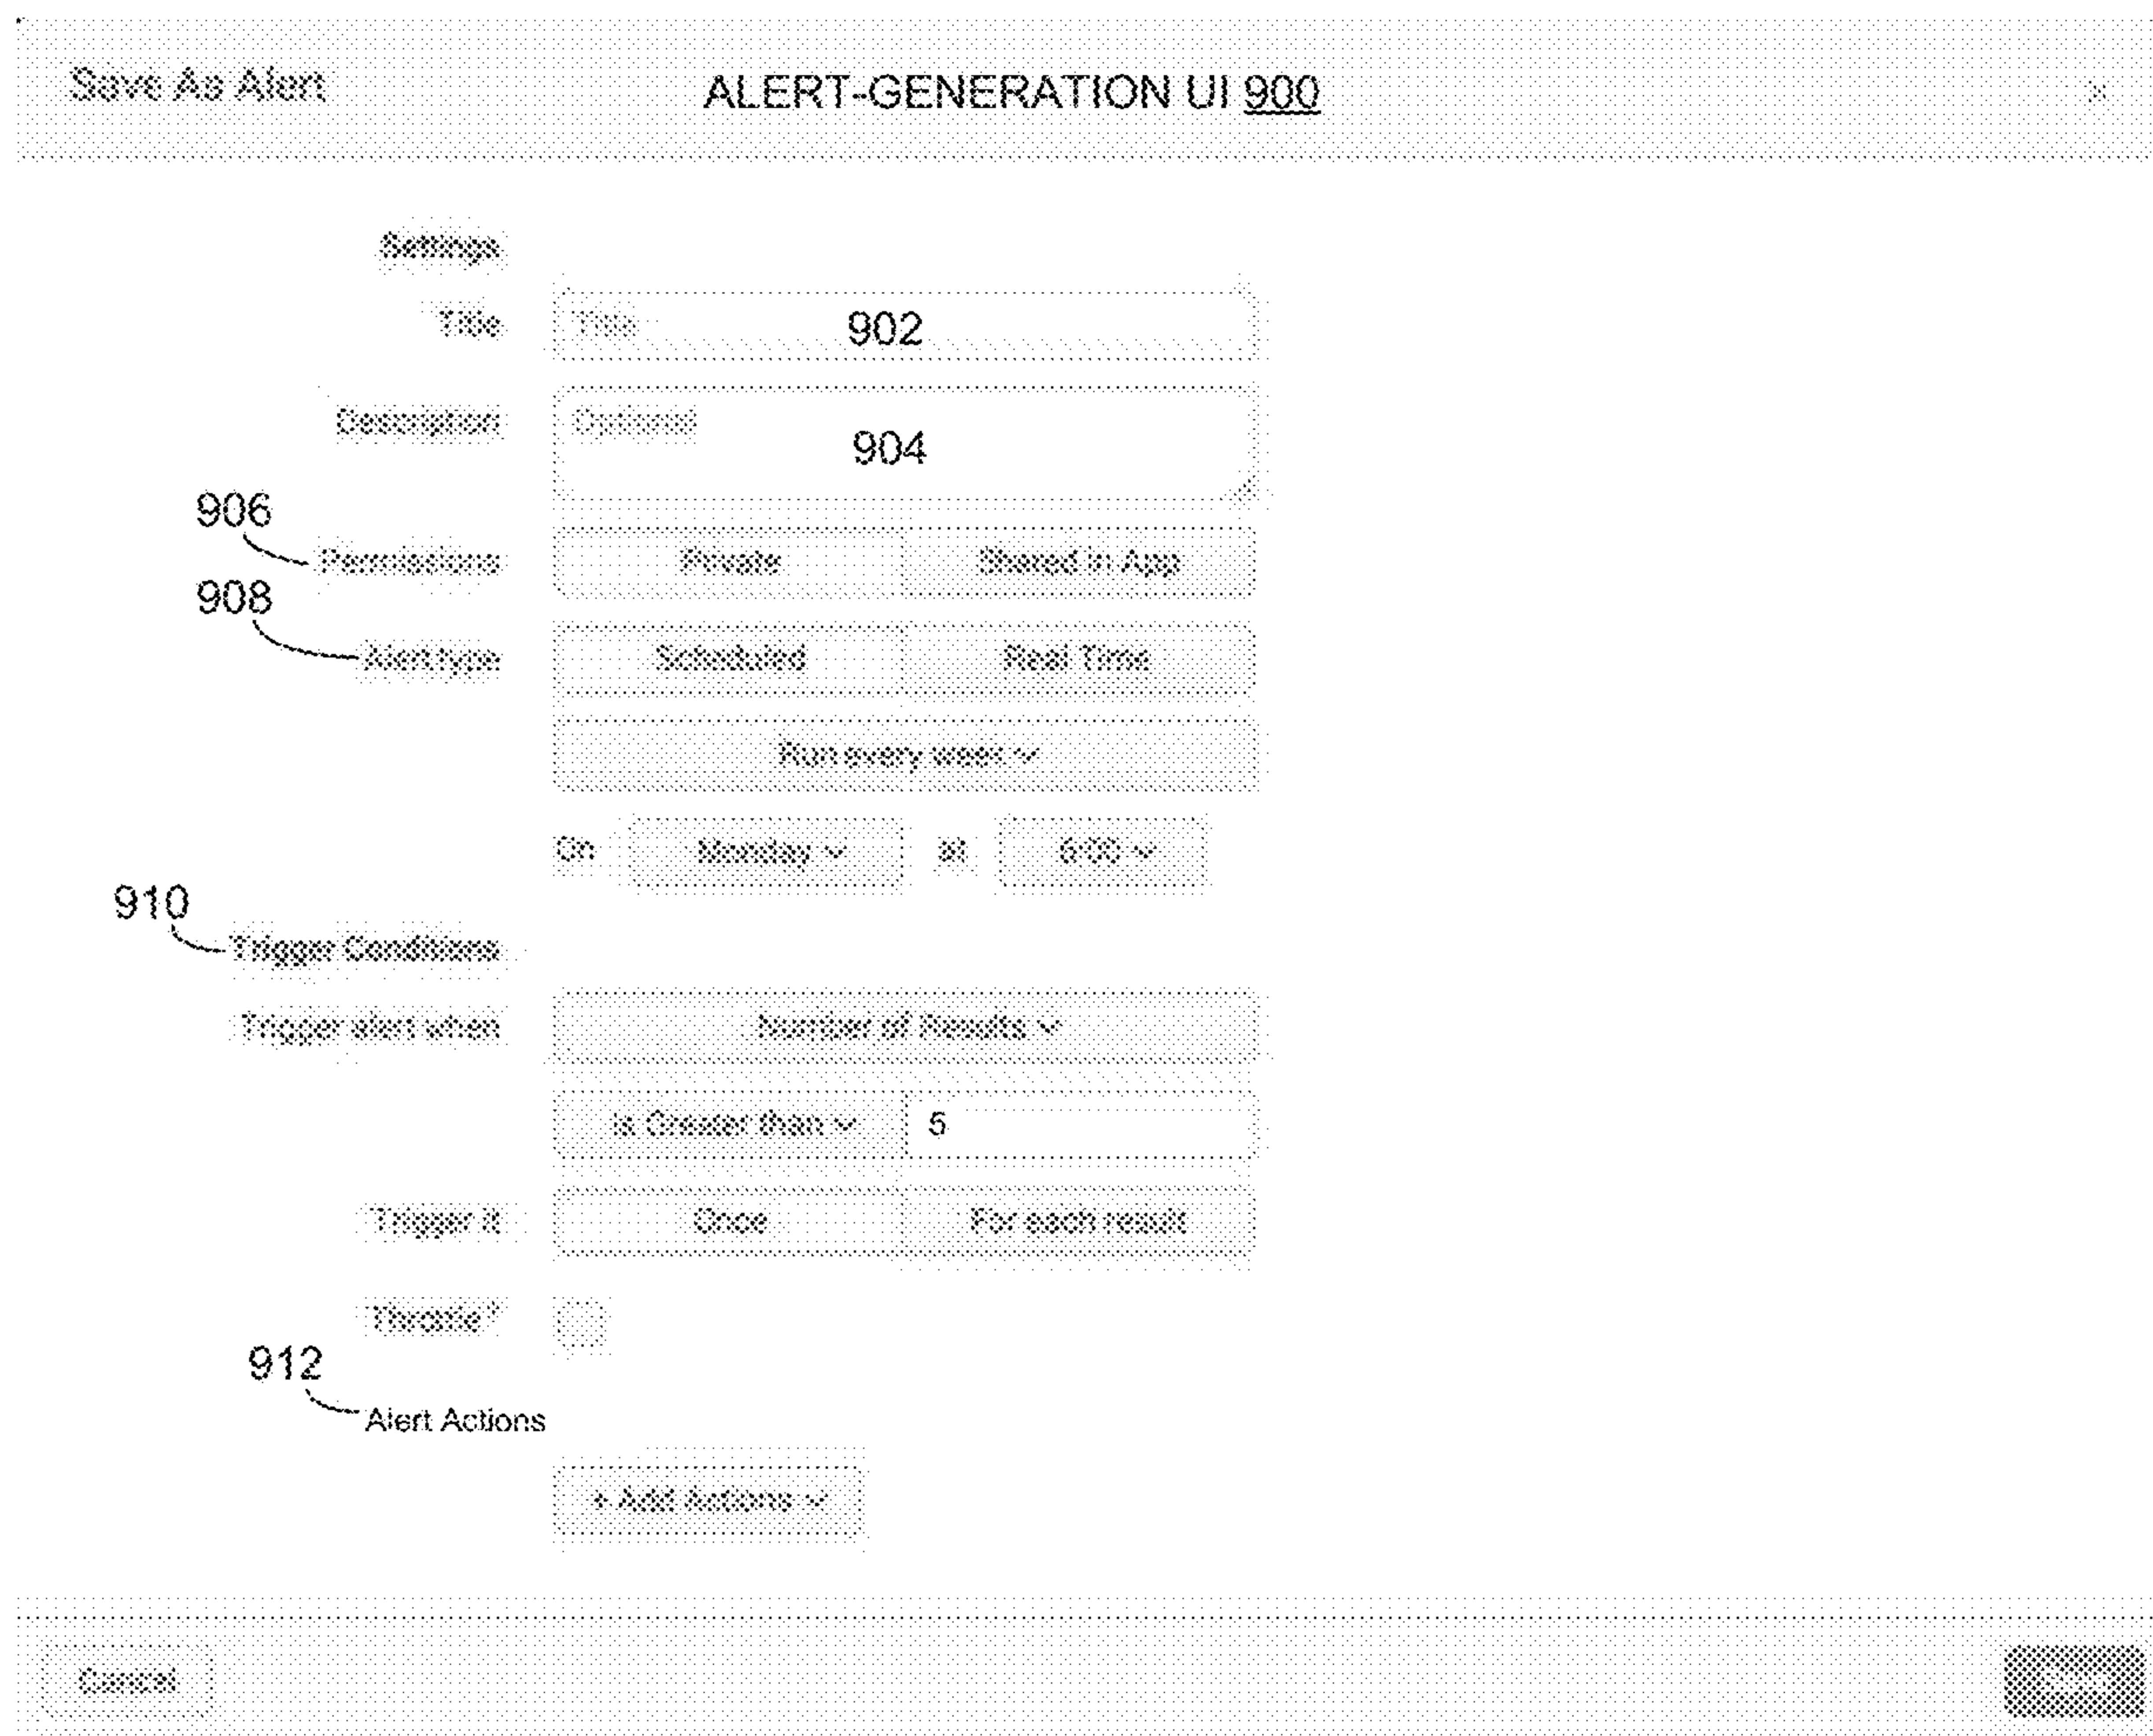 Save As Alert
ALERT-GENERATION UI 900
×
Settings
Title Title 902
Description Optional
904
906
Permissions Private Shared in App
908
Alert type Scheduled Real Time
Run every week
On Monday at 6:00
910
Trigger Conditions
Trigger alert when Number of Results
is Greater than 5
Trigger it Once For each result
Throttle ?
912
Alert Actions
+ Add Actions
Cancel